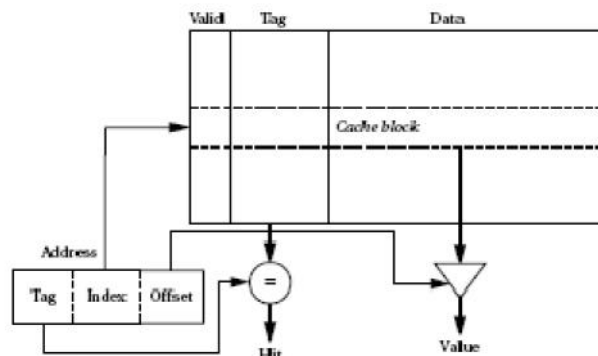 Valid Tag Data
Cache block
Address
Tag Index Offset
=
Hit
Value